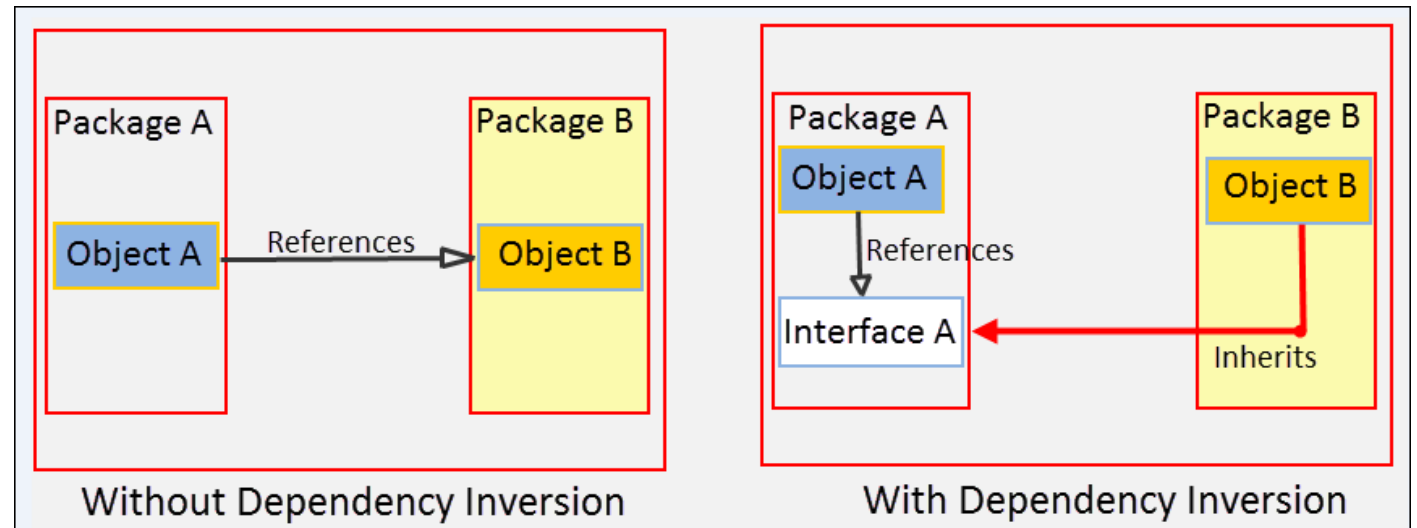 Package A
Package B
Object A
References
Object B
Without Dependency Inversion
Package A
Object A
References
Interface A
Package B
Object B
Inherits
With Dependency Inversion